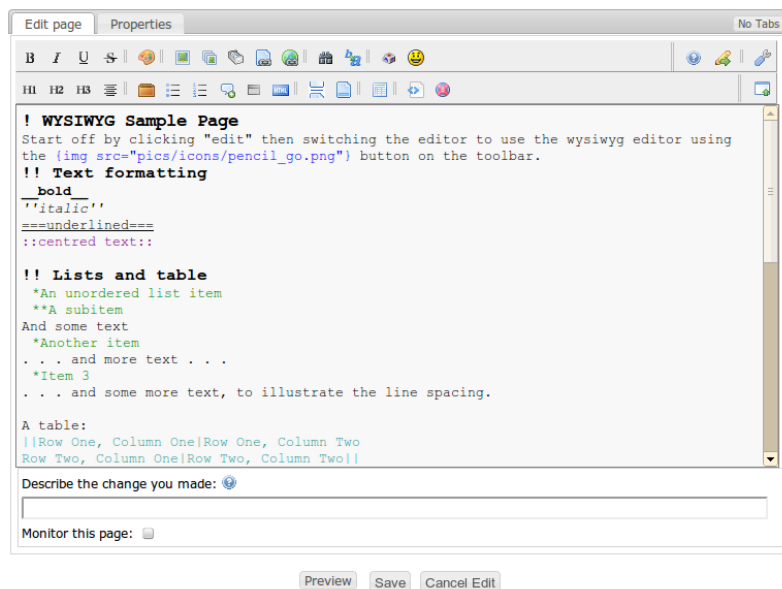 Edit page Properties No Tabs
B I U S
H1 H2 H3 HTML
! WYSIWYG Sample Page
Start off by clicking "edit" then switching the editor to use the wysiwyg editor using
the {img src="pics/icons/pencil_go.png"} button on the toolbar.
!! Text formatting
__bold__
''italic''
===underlined===
::centred text::
!! Lists and table
*An unordered list item
**A subitem
And some text
*Another item
. . . and more text . . .
*Item 3
. . . and some more text, to illustrate the line spacing.
A table:
||Row One, Column One|Row One, Column Two
Row Two, Column One|Row Two, Column Two||
Describe the change you made:
Monitor this page:
Preview Save Cancel Edit